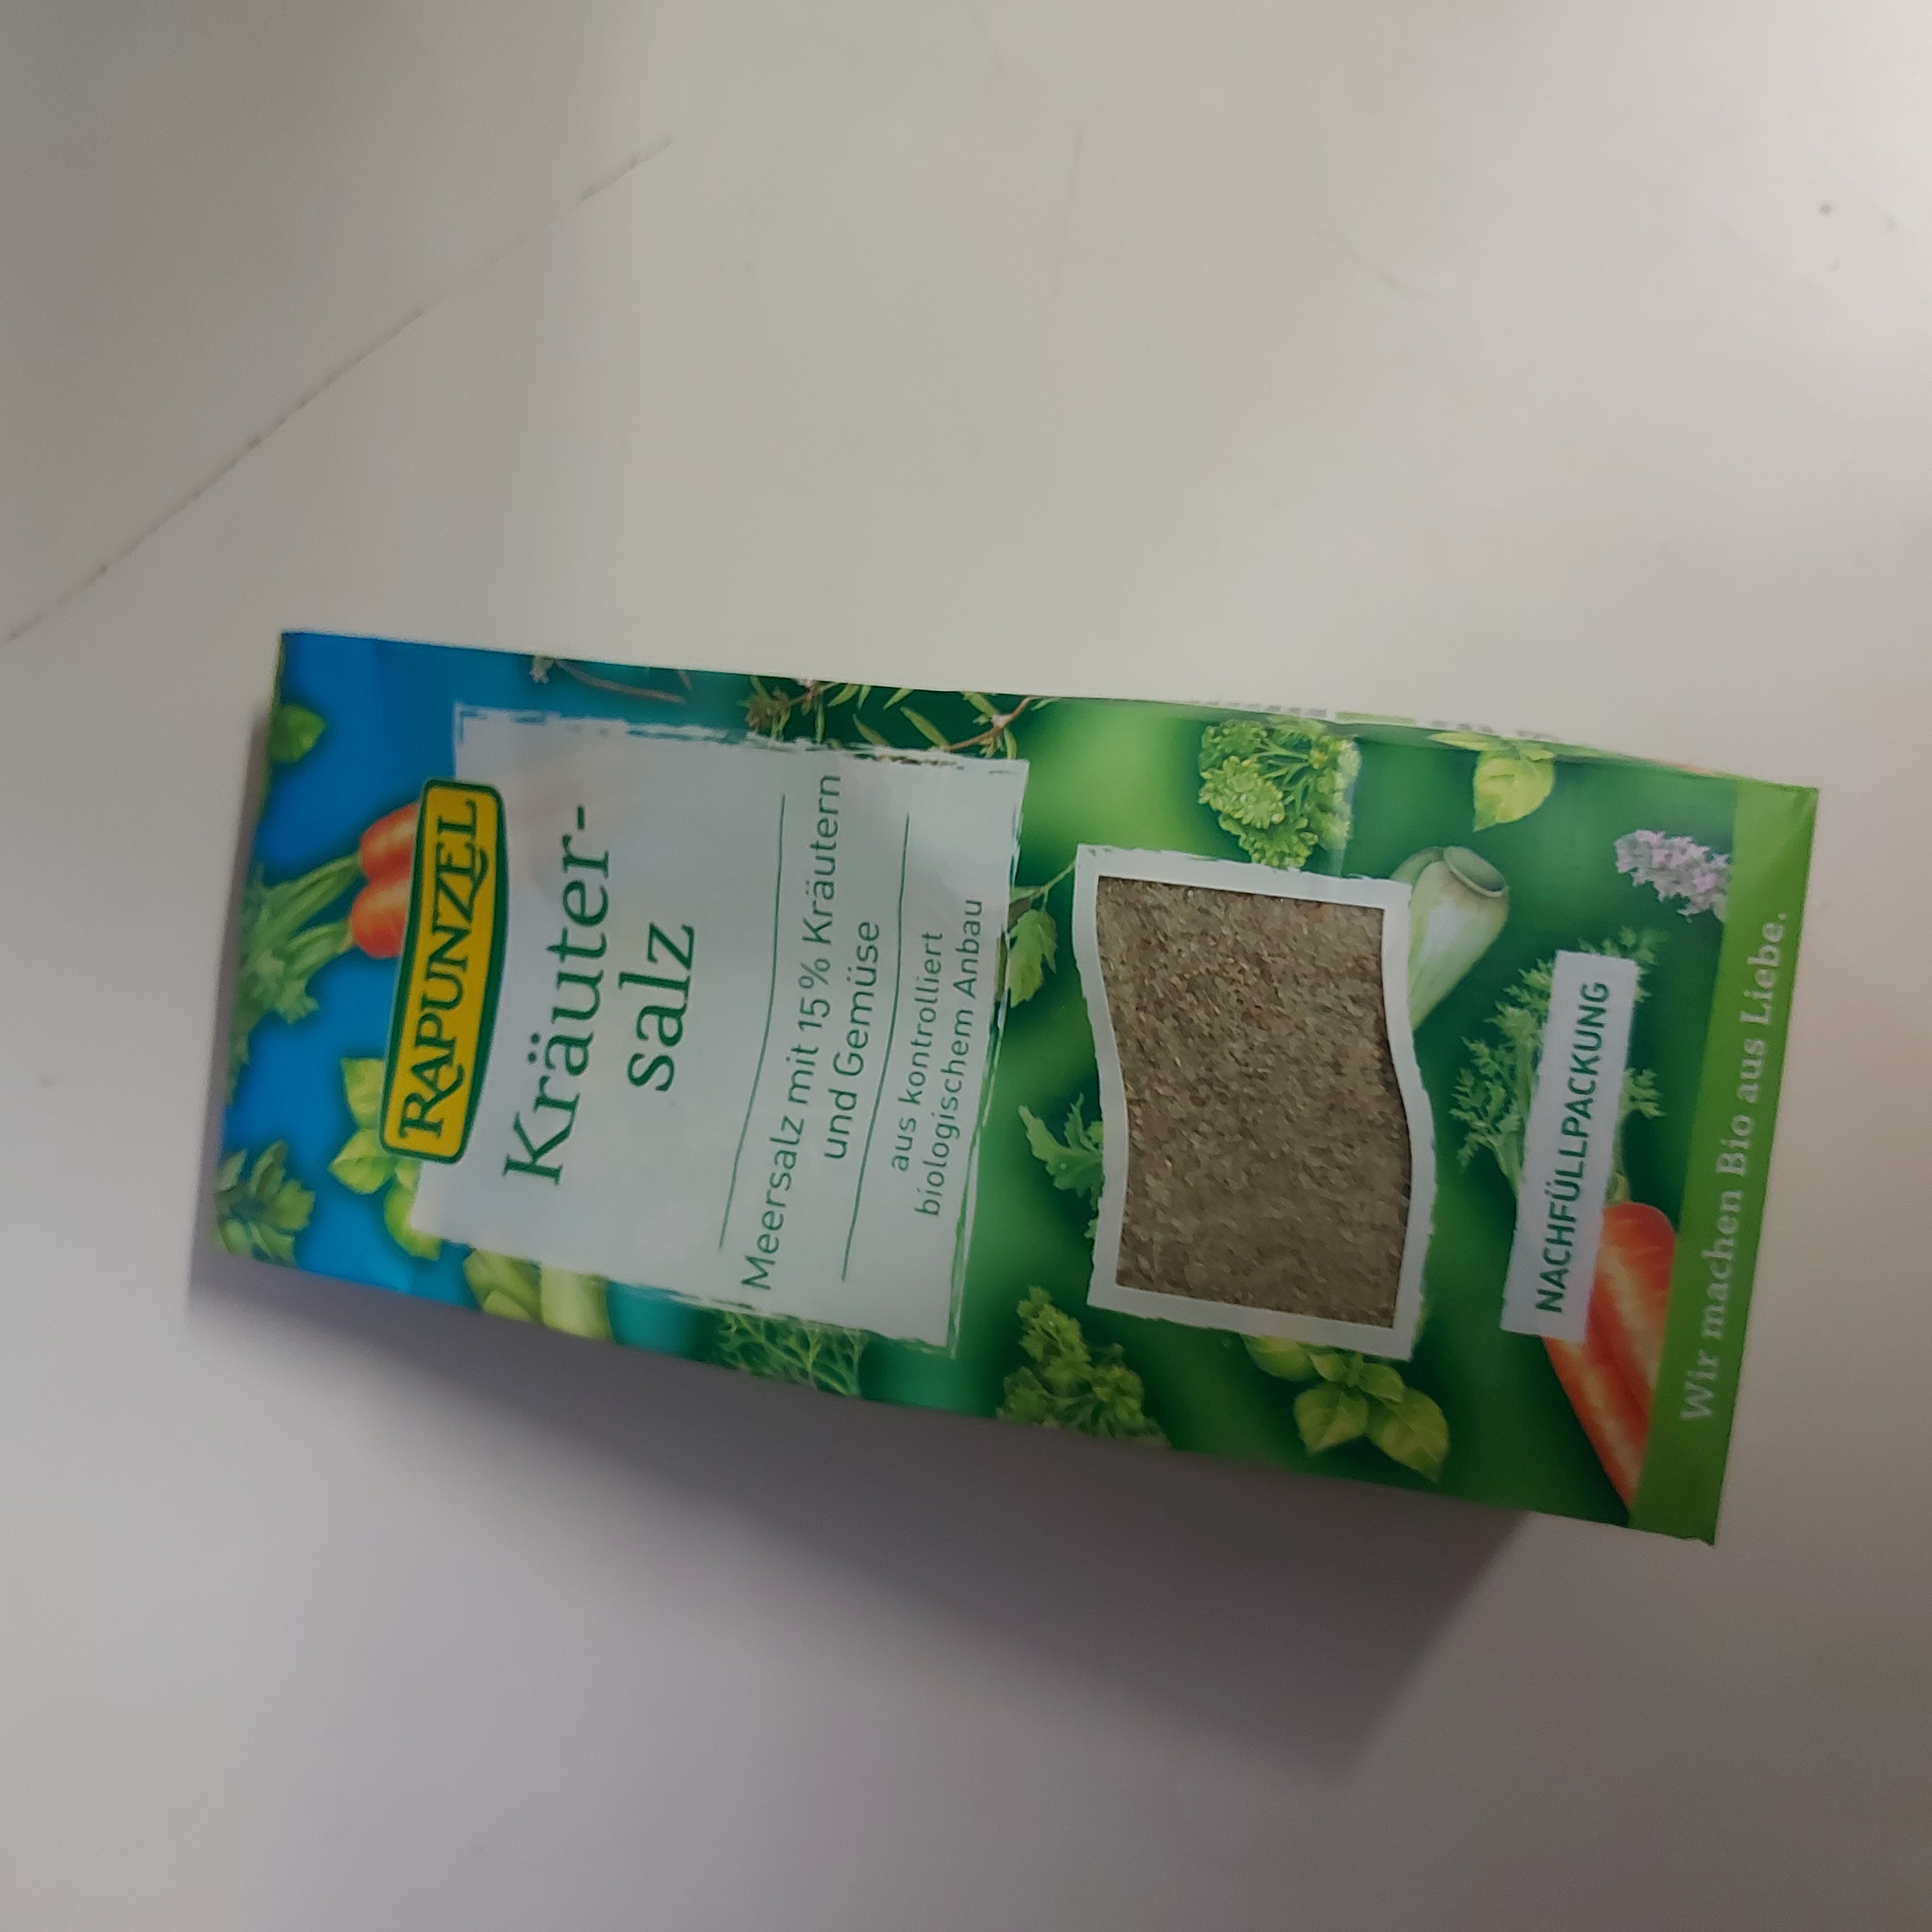 RAPUNZEL
Kräuter-
salz
Meersalz mit 15% Kräutern
und Gemüse
aus kontrolliert
biologischem Anbau
NACHFÜLLPACKUNG
Wir machen Bio aus Liebe.